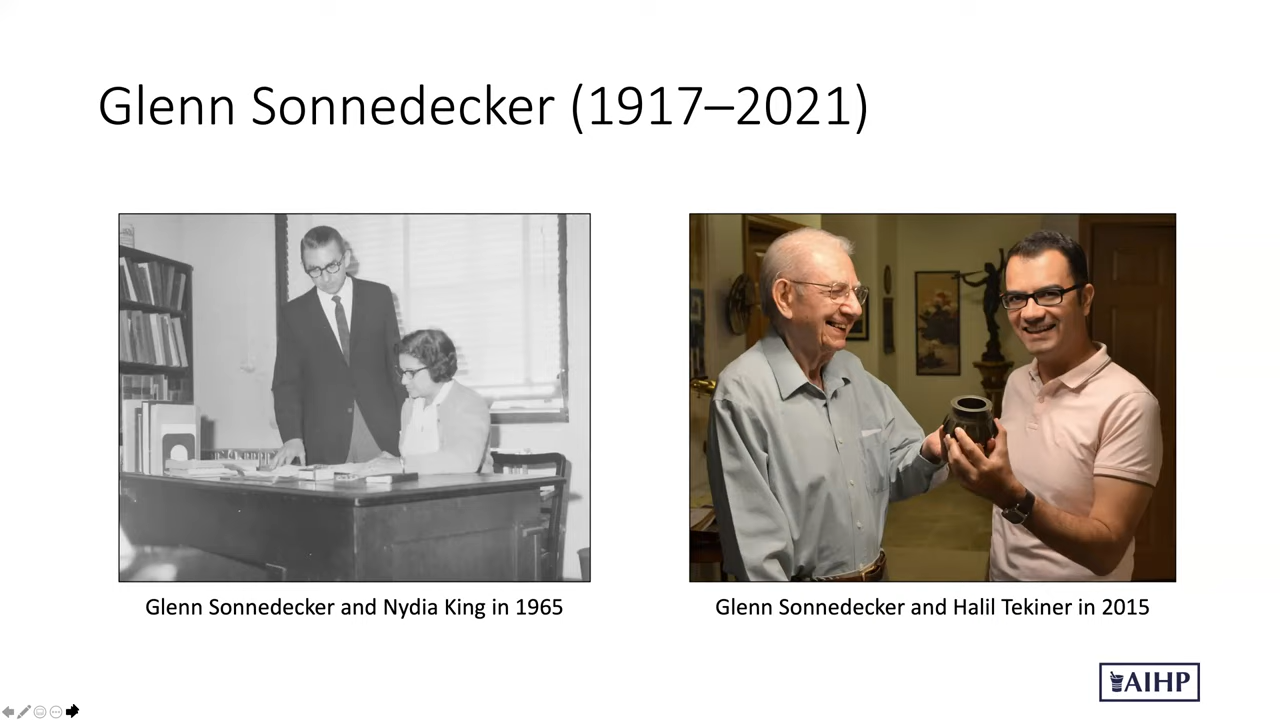 Glenn Sonnedecker (1917–2021)
Glenn Sonnedecker and Nydia King in 1965
Glenn Sonnedecker and Halil Tekiner in 2015
AIHP